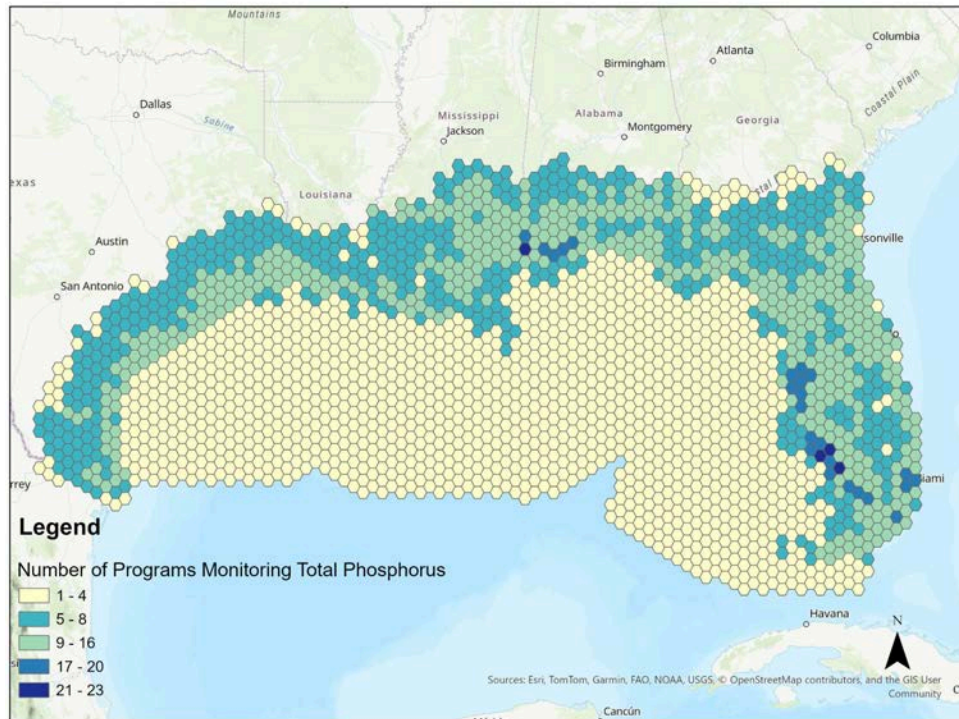 Mountains
Columbia
Atlanta
Birmingham
Dallas
Coastal Plain
Mississippi
Jackson
Alabama
Georgia
Montgomery
Sabine
exas
Louisiana
Austin
sonville
San Antonio
rrey
iami
Legend
Number of Programs Monitoring Total Phosphorus
1 - 4
5 - 8
9 - 16
17 - 20
21 - 23
Havana
N
Sources: Esri, TomTom, Garmin, FAO, NOAA, USGS, © OpenStreetMap contributors, and the GIS User
Community
Cancún